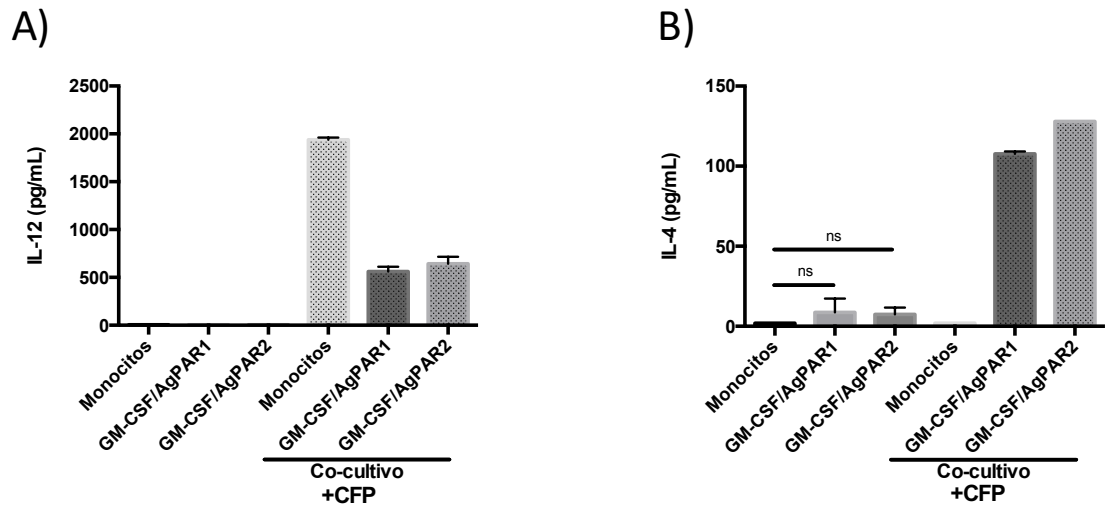 A)
2500
2000
1500
1000
500
0
IL-12 (pg/mL)
Monocitos
GM-CSF/AgPAR1
GM-CSF/AgPAR2
Monocitos
GM-CSF/AgPAR1
GM-CSF/AgPAR2
Co-cultivo
+CFP
B)
150
100
50
0
IL-4 (pg/mL)
ns
ns
Monocitos
GM-CSF/AgPAR1
GM-CSF/AgPAR2
Monocitos
GM-CSF/AgPAR1
GM-CSF/AgPAR2
Co-cultivo
+CFP